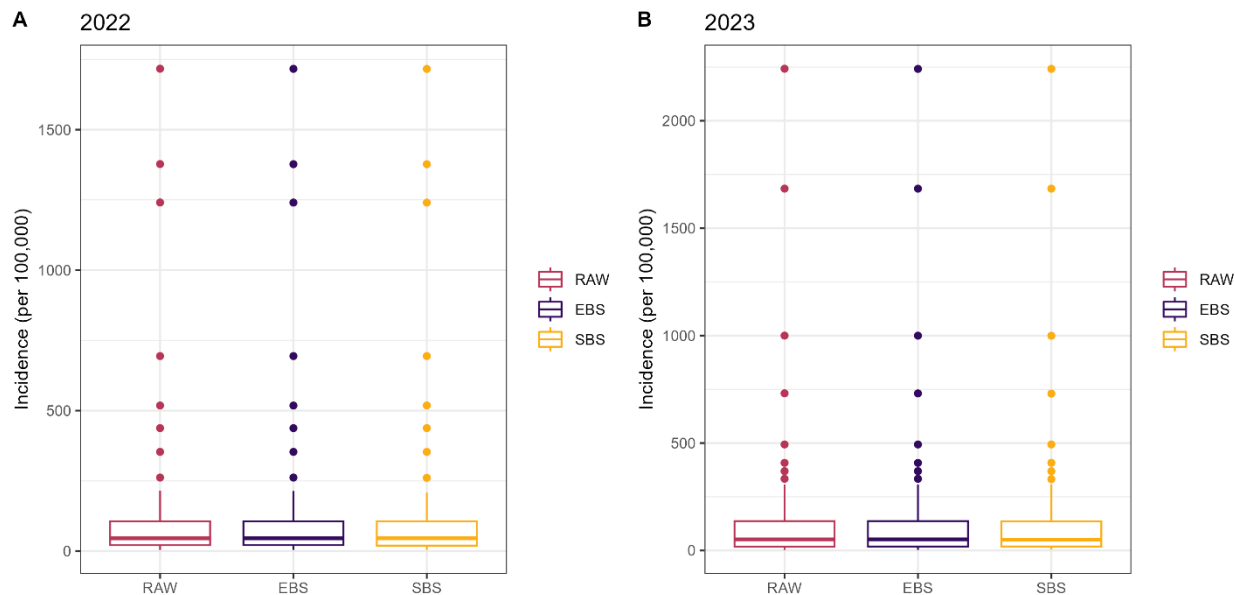 A 2022
Incidence (per 100,000)
1500
1000
500
0
RAW EBS SBS
RAW
EBS
SBS
B 2023
Incidence (per 100,000)
2000
1500
1000
500
0
RAW EBS SBS
RAW
EBS
SBS